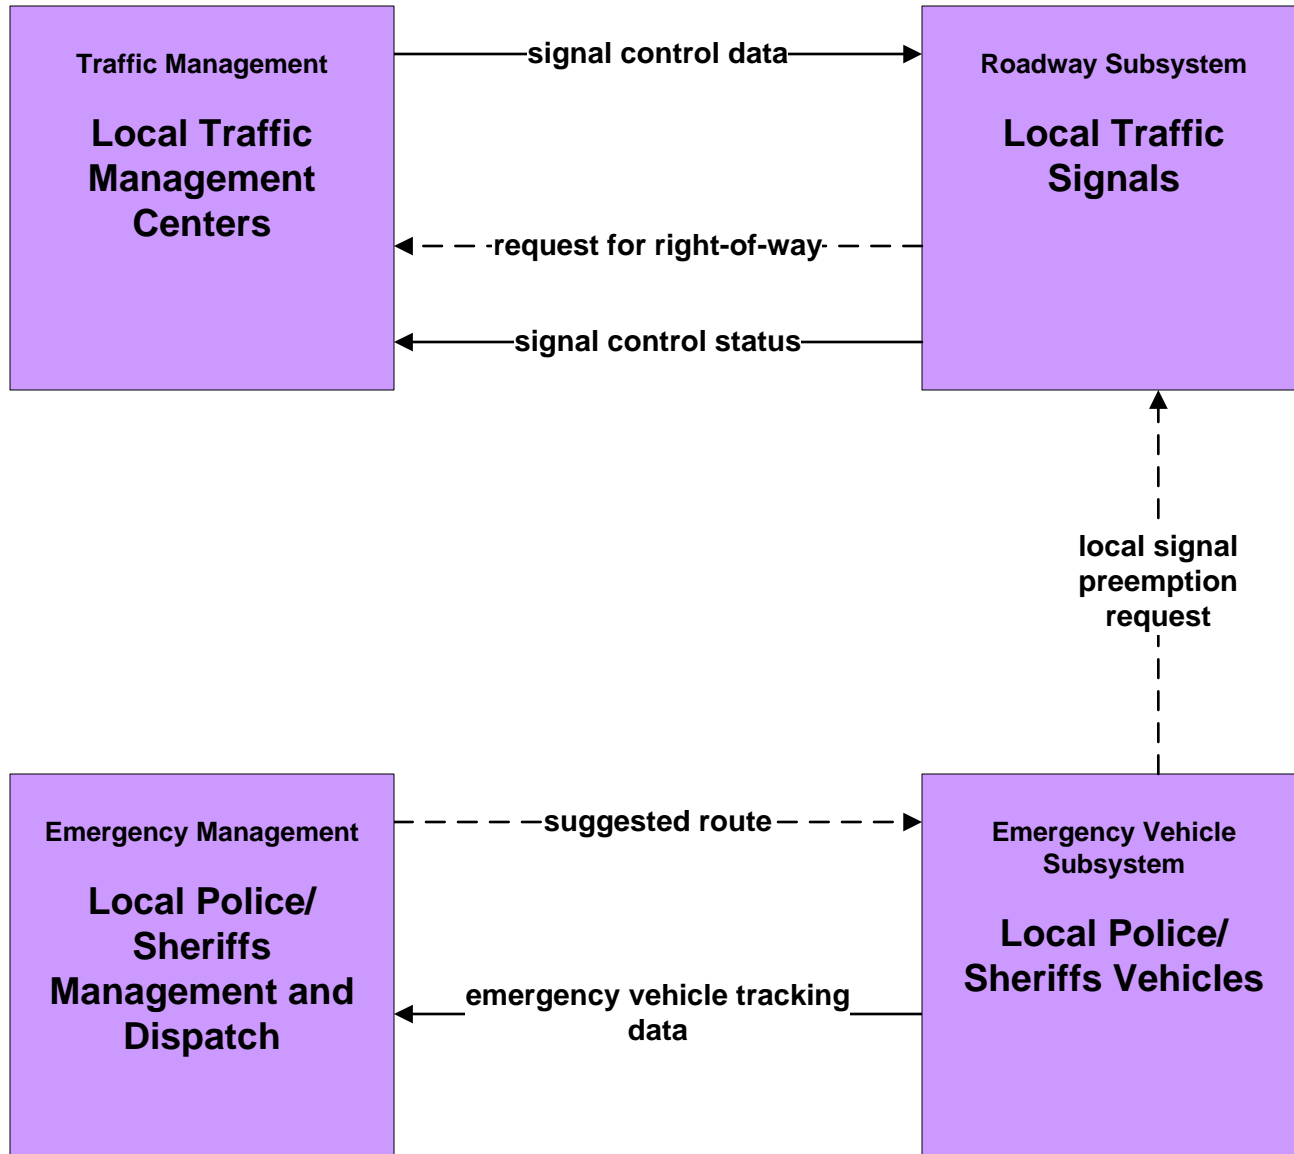 Traffic Management
Local Traffic
Management
Centers
signal control data
Roadway Subsystem
Local Traffic
Signals
request for right-of-way
signal control status
local signal
preemption
request
Emergency Management
Local Police/
Sheriffs
Management and
Dispatch
suggested route
Emergency Vehicle
Subsystem
Local Police/
Sheriffs Vehicles
emergency vehicle tracking
data